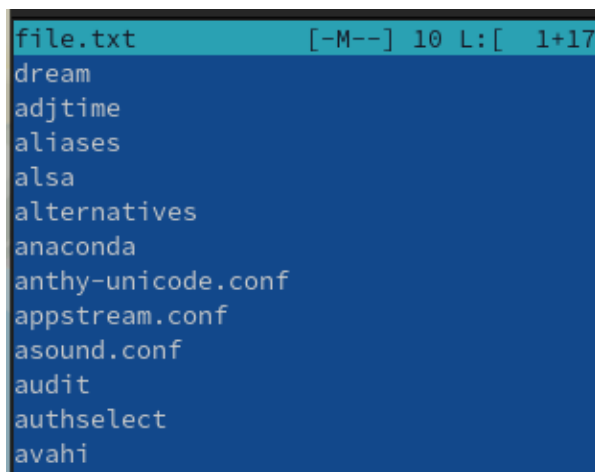 file.txt [-M--] 10 L:[ 1+17
dream
adjtime
aliases
alsa
alternatives
anaconda
anthy-unicode.conf
appstream.conf
asound.conf
audit
authselect
avahi